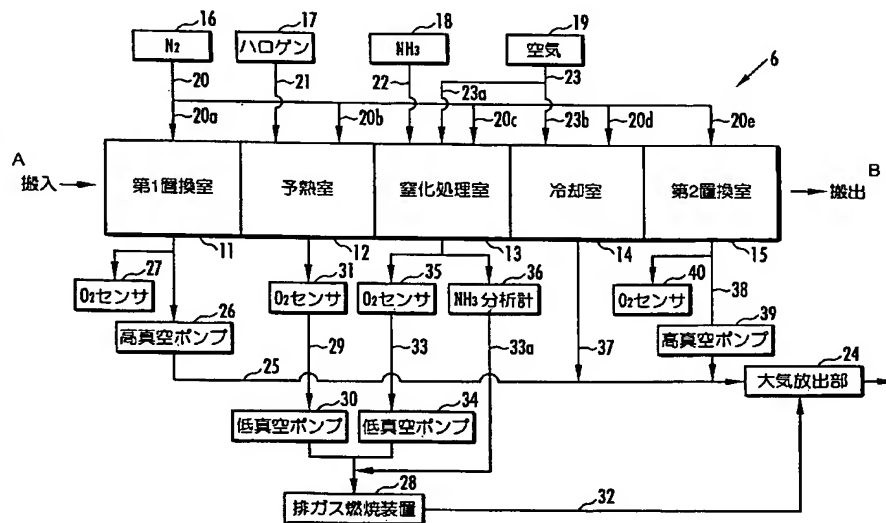 16 17 18 19
N₂ ハロゲン NH₃ 空気
20 21 22 23 6
23a
20a 20b 20c 23b 20d 20e
A B
搬入 第1置換室 予熱室 窒化処理室 冷却室 第2置換室 搬出
11 12 13 14 15
27 31 35 36 40
O₂センサ O₂センサ O₂センサ NH₃分析計 O₂センサ 38
26 39
高真空ポンプ 29 33 33a 37 高真空ポンプ
24
25 大気放出部
30 34
低真空ポンプ 低真空ポンプ
28 32
排ガス燃焼装置